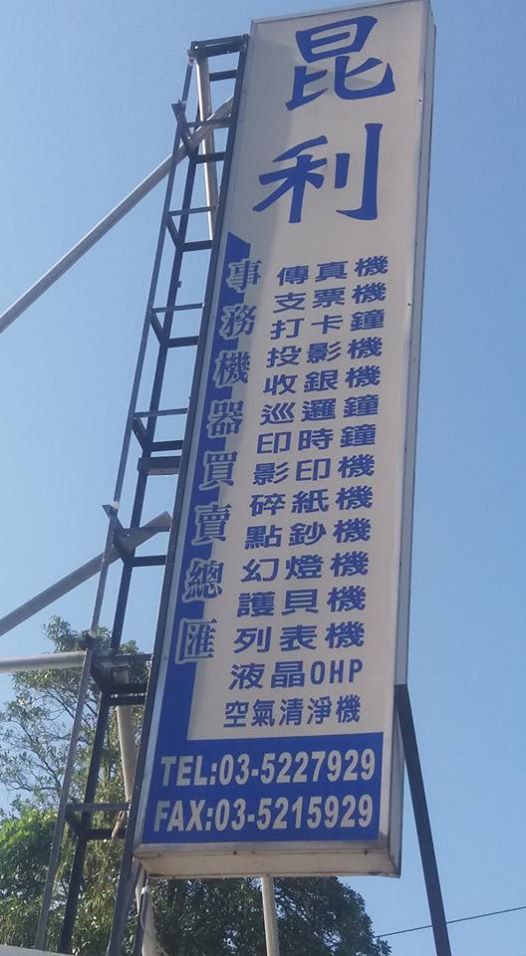 昆利
事務機器買賣總匯
傳真機
支票機
打卡鐘
投影機
收銀機
巡邏鐘
印時鐘
影印機
碎紙機
點鈔機
幻燈機
護貝機
列表機
液晶OHP
空氣清淨機
TEL:03-5227929
FAX:03-5215929